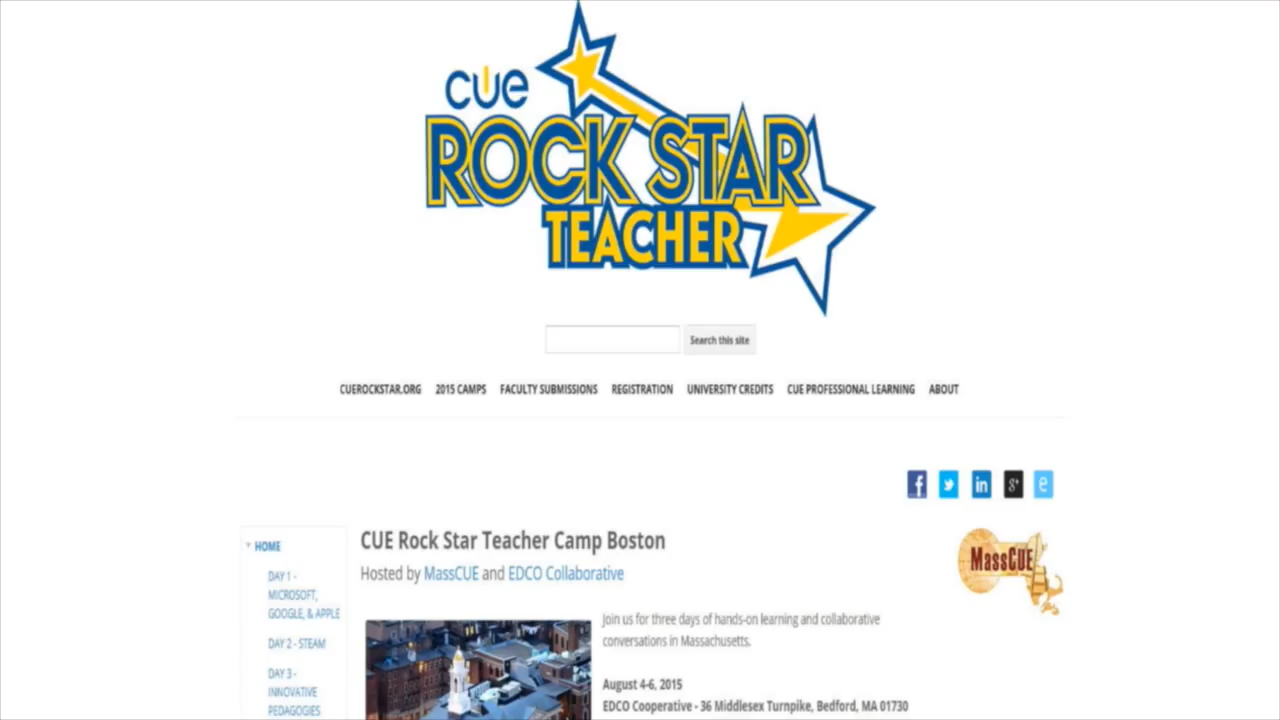 cue
ROCK STAR
TEACHER
Search this site
CUEROCKSTAR.ORG 2015 CAMPS FACULTY SUBMISSIONS REGISTRATION UNIVERSITY CREDITS CUE PROFESSIONAL LEARNING ABOUT
f in g+ e
HOME
DAY 1 -
MICROSOFT,
GOOGLE, & APPLE
DAY 2 - STEAM
DAY 3 -
INNOVATIVE
PEDAGOGIES
CUE Rock Star Teacher Camp Boston
Hosted by MassCUE and EDCO Collaborative
Join us for three days of hands-on learning and collaborative
conversations in Massachusetts.
August 4-6, 2015
EDCO Cooperative - 36 Middlesex Turnpike, Bedford, MA 01730
MassCUE